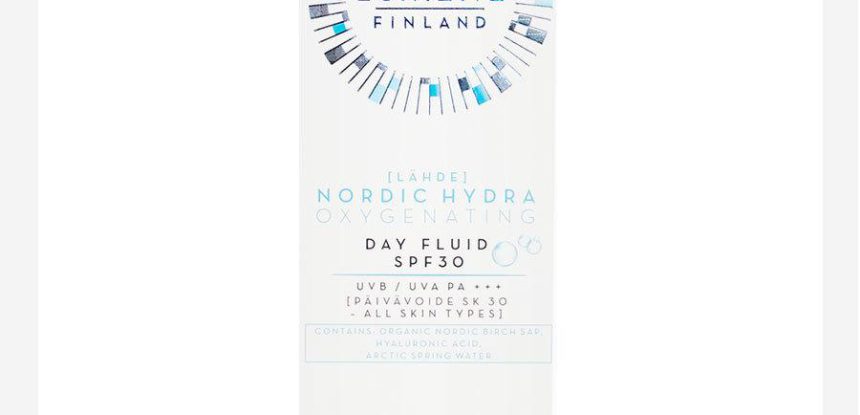 FINLAND
[LÄHDE]
NORDIC HYDRA
OXYGENATING
DAY FLUID
SPF30
UVB / UVA PA +++
[PÄIVÄVOIDE SK 30
- ALL SKIN TYPES]
CONTAINS: ORGANIC NORDIC BIRCH SAP,
HYALURONIC ACID,
ARCTIC SPRING WATER